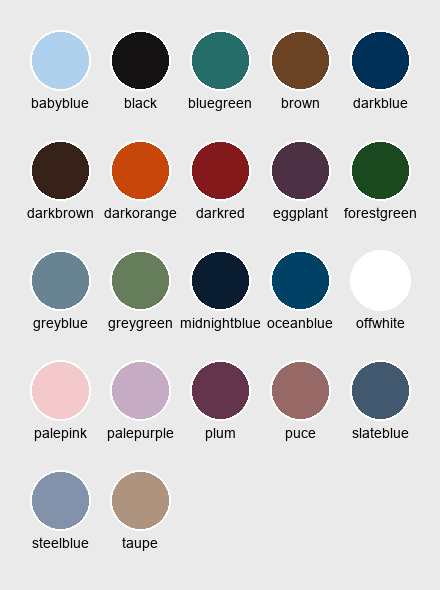 babyblue black bluegreen brown darkblue
darkbrown darkorange darkred eggplant forestgreen
greyblue greygreen midnightblue oceanblue offwhite
palepink palepurple plum puce slateblue
steelblue taupe